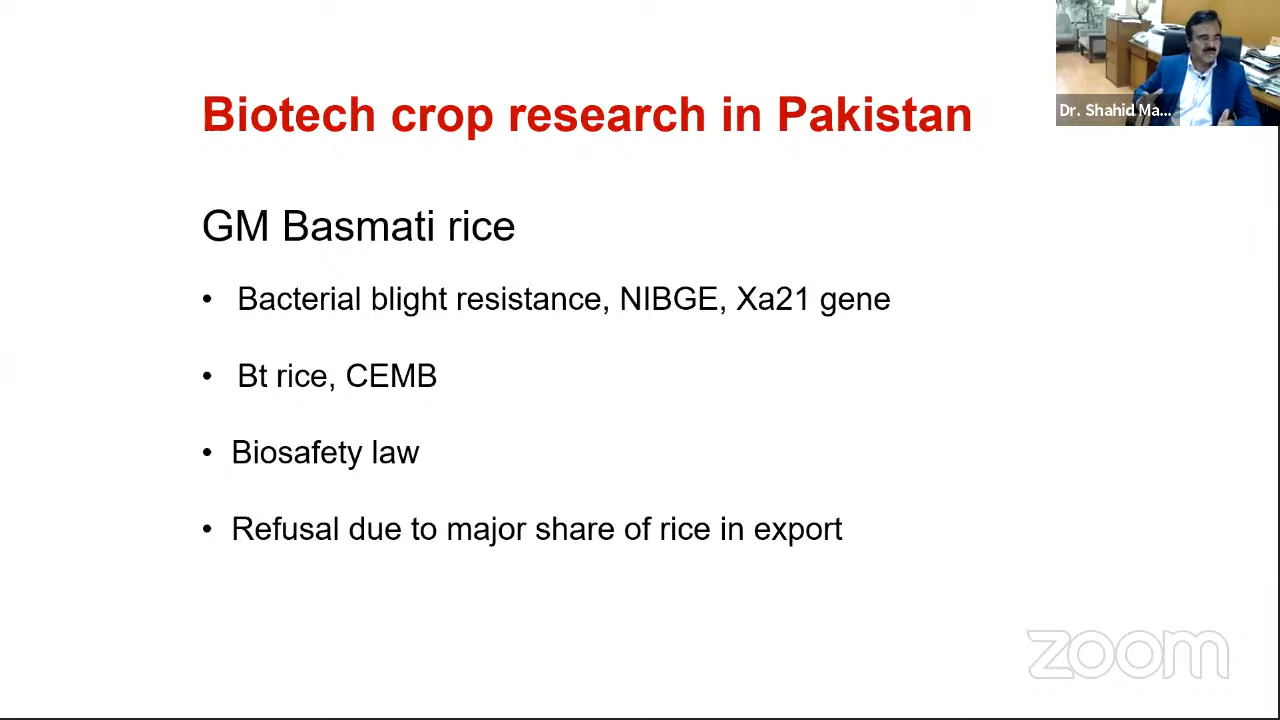 Biotech crop research in Pakistan
Dr. Shahid Ma...
GM Basmati rice
• Bacterial blight resistance, NIBGE, Xa21 gene
• Bt rice, CEMB
• Biosafety law
• Refusal due to major share of rice in export
zoom